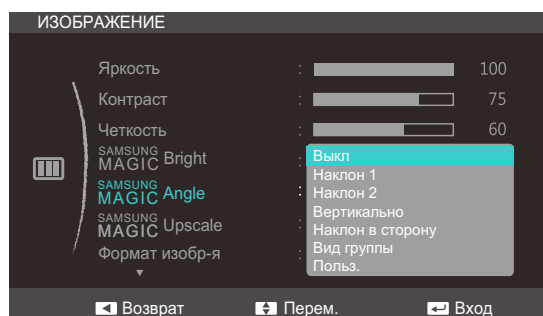 ИЗОБРАЖЕНИЕ
Яркость : 100
Контраст : 75
Четкость : 60
SAMSUNG MAGIC Bright :
SAMSUNG MAGIC Angle :
SAMSUNG MAGIC Upscale :
Формат изобр-я :
Выкл
Наклон 1
Наклон 2
Вертикально
Наклон в сторону
Вид группы
Польз.
Возврат Перем. Вход